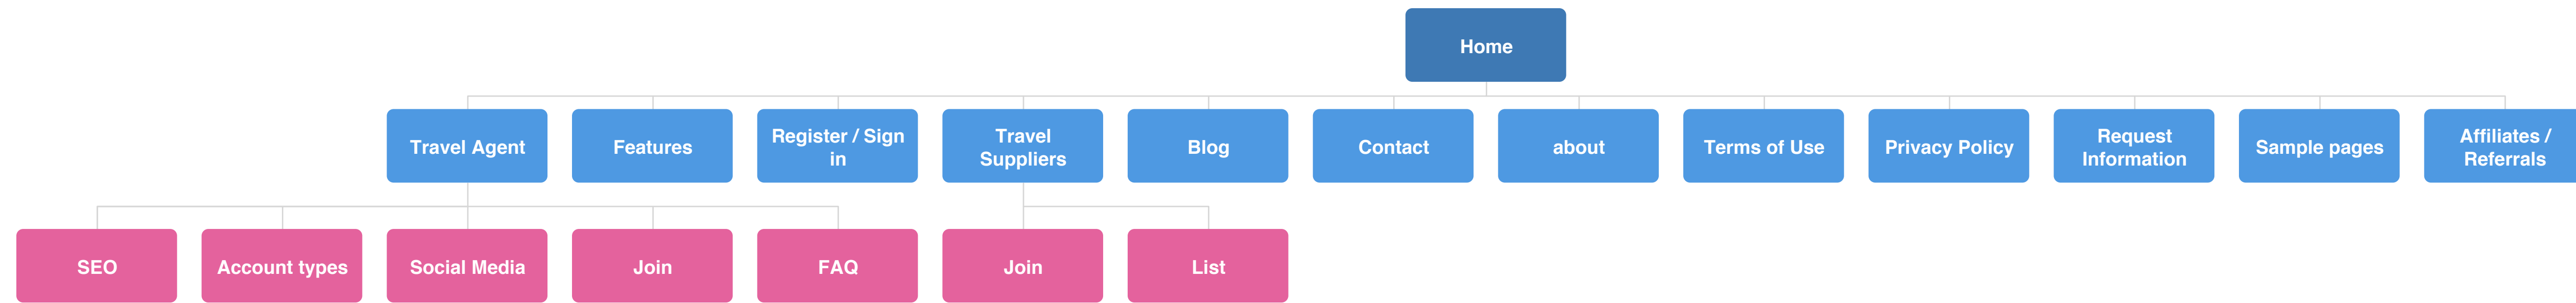 Home
Travel Agent
Features
Register / Sign
in
Travel
Suppliers
Blog
Contact
about
Terms of Use
Privacy Policy
Request
Information
Sample pages
Affiliates /
Referrals
SEO
Account types
Social Media
Join
FAQ
Join
List